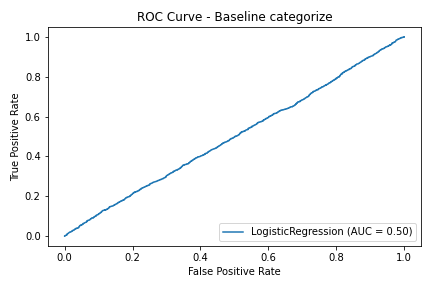 ROC Curve - Baseline categorize
True Positive Rate
1.0
0.8
0.6
0.4
0.2
0.0
LogisticRegression (AUC = 0.50)
0.0 0.2 0.4 0.6 0.8 1.0
False Positive Rate